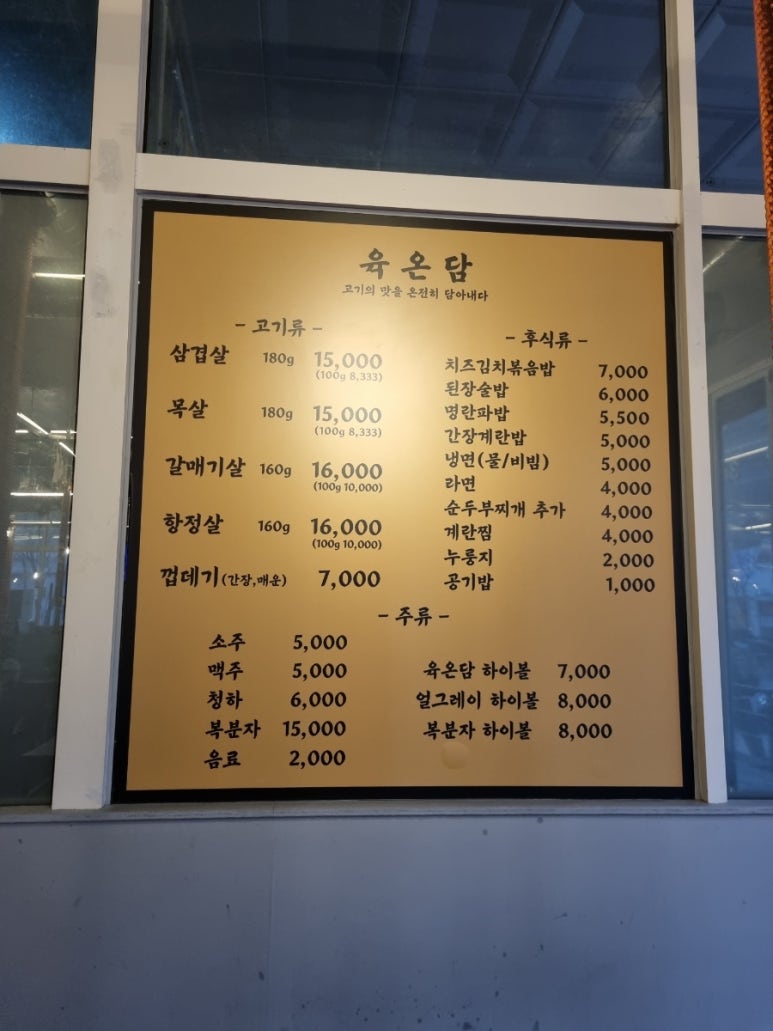 육온담
고기의 맛을 온전히 담아내다
- 고기류 -
삼겹살 180g 15,000
(100g 8,333)
목살 180g 15,000
(100g 8,333)
갈매기살 160g 16,000
(100g 10,000)
항정살 160g 16,000
(100g 10,000)
껍데기(간장,매운) 7,000
- 후식류 -
치즈김치볶음밥 7,000
된장술밥 6,000
명란파밥 5,500
간장계란밥 5,000
냉면(물/비빔) 5,000
라면 4,000
순두부찌개 추가 4,000
계란찜 4,000
누룽지 2,000
공기밥 1,000
- 주류 -
소주 5,000
맥주 5,000
청하 6,000
복분자 15,000
음료 2,000
육온담 하이볼 7,000
얼그레이 하이볼 8,000
복분자 하이볼 8,000